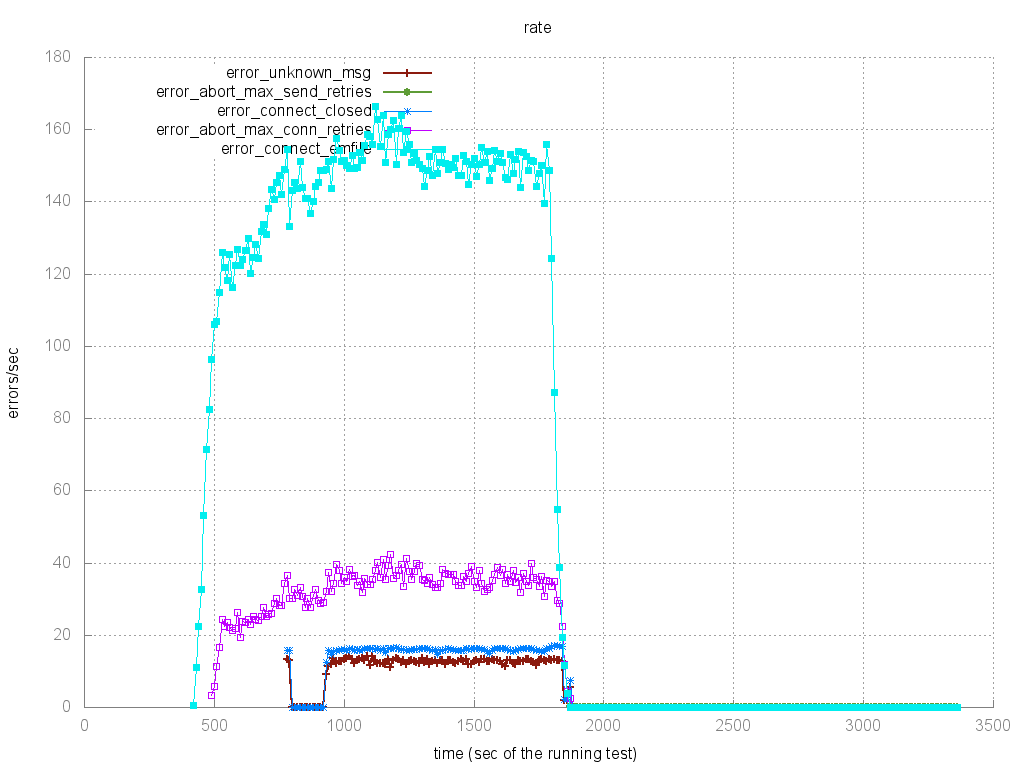 rate
180
160
140
120
100
80
60
40
20
0
errors/sec
error_unknown_msg
error_abort_max_send_retries
error_connect_closed
error_abort_max_conn_retries
error_connect_emfile
0 500 1000 1500 2000 2500 3000 3500
time (sec of the running test)